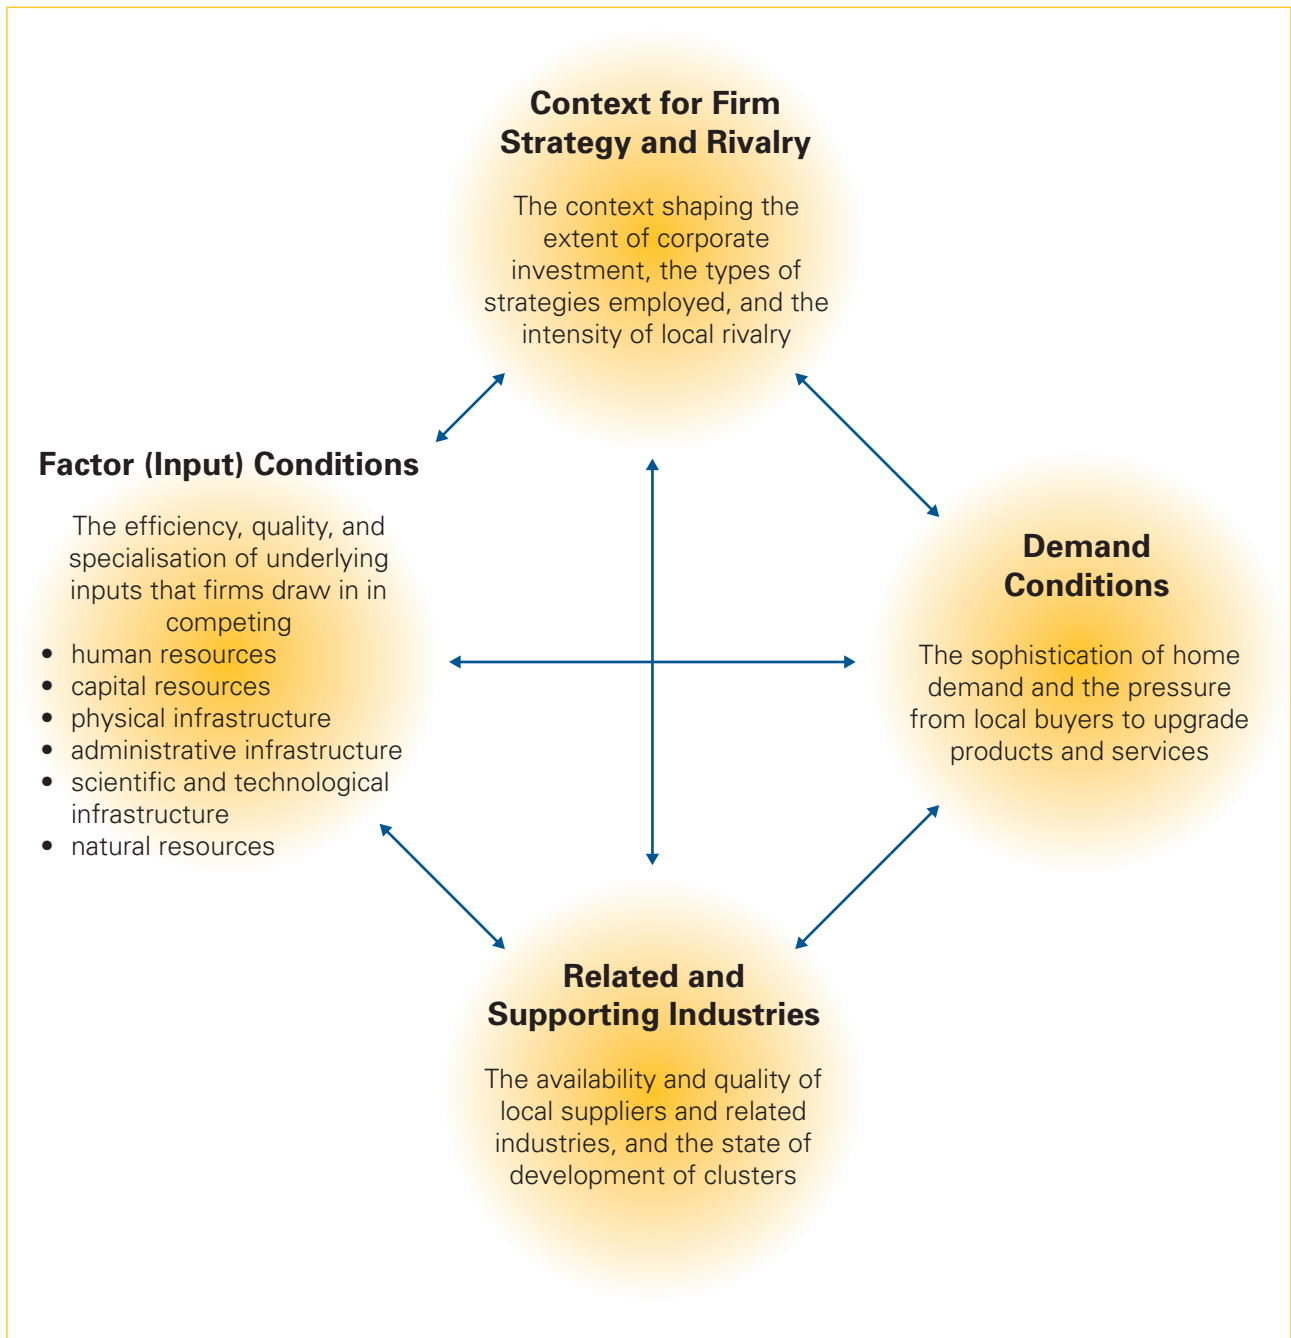 Context for Firm
Strategy and Rivalry
The context shaping the
extent of corporate
investment, the types of
strategies employed, and the
intensity of local rivalry
Factor (Input) Conditions
The efficiency, quality, and
specialisation of underlying
inputs that firms draw in in
competing
• human resources
• capital resources
• physical infrastructure
• administrative infrastructure
• scientific and technological
infrastructure
• natural resources
Demand
Conditions
The sophistication of home
demand and the pressure
from local buyers to upgrade
products and services
Related and
Supporting Industries
The availability and quality of
local suppliers and related
industries, and the state of
development of clusters